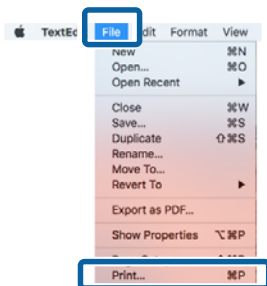 TextEd File dit Format View
New ⌘N
Open... ⌘O
Open Recent ▶
Close ⌘W
Save... ⌘S
Duplicate ⇧⌘S
Rename...
Move To...
Revert To ▶
Export as PDF...
Show Properties ⌥⌘P
Print... ⌘P